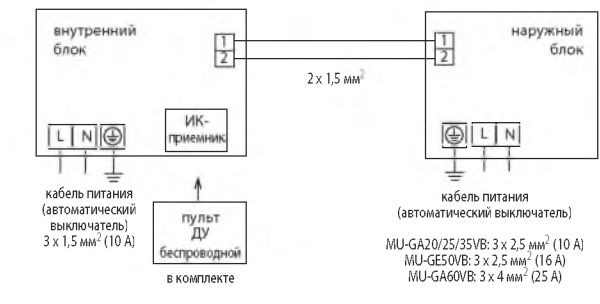 внутренний
блок
1
2
L N
ИК-
приемник
кабель питания
(автоматический
выключатель)
3 x 1,5 мм² (10 А)
пульт
ДУ
беспроводной
в комплекте
2 x 1,5 мм²
наружный
блок
1
2
L N
кабель питания
(автоматический выключатель)
MU-GA20/25/35VB: 3 x 2,5 мм² (10 А)
MU-GE50VB: 3 x 2,5 мм² (16 А)
MU-GA60VB: 3 x 4 мм² (25 А)